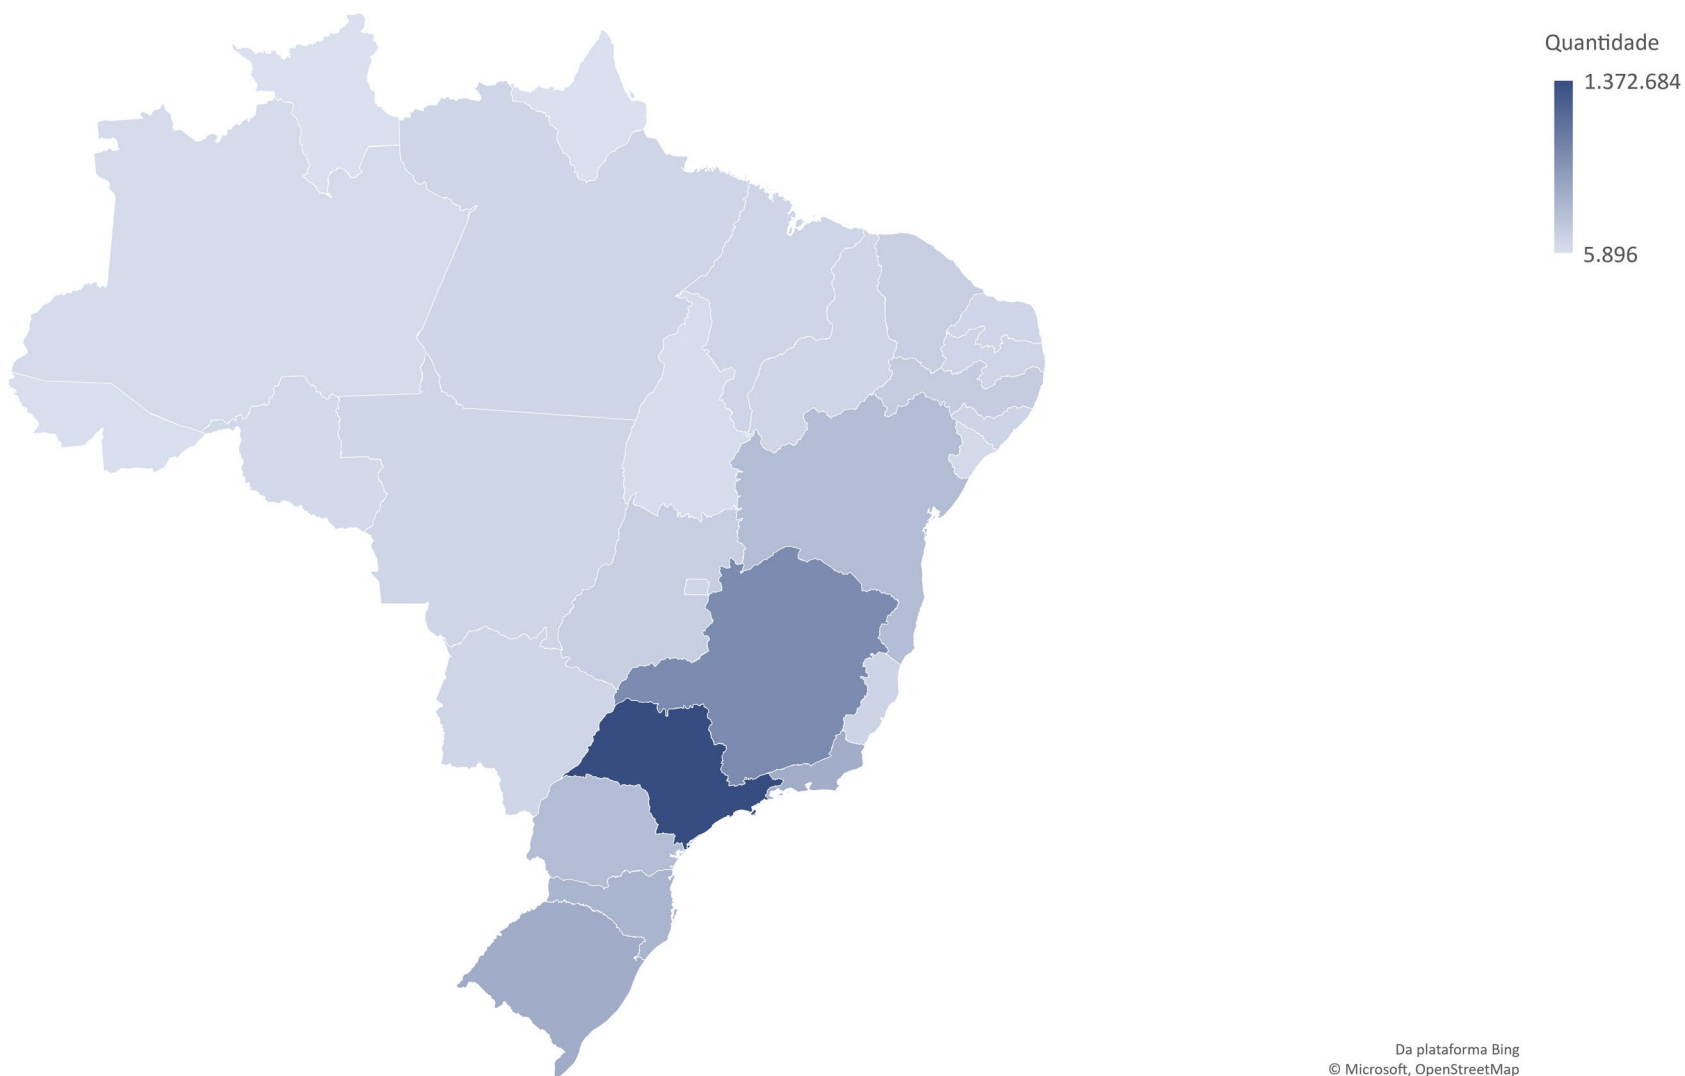 Quantidade
1.372.684
5.896
Da plataforma Bing
© Microsoft, OpenStreetMap